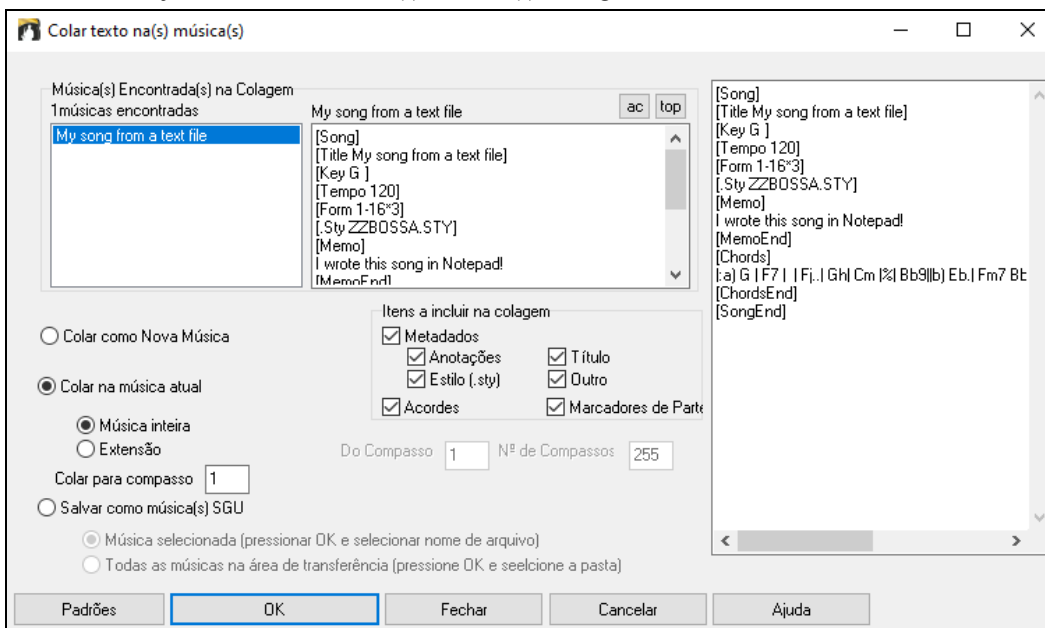 Colar texto na(s) música(s)
Música(s) Encontrada(s) na Colagem
1músicas encontradas
My song from a text file
ac
top
My song from a text file
[Song]
[Title My song from a text file]
[Key G ]
[Tempo 120]
[Form 1-16*3]
[.Sty ZZBOSSA.STY]
[Memo]
I wrote this song in Notepad!
[MemoEnd]
[Song]
[Title My song from a text file]
[Key G ]
[Tempo 120]
[Form 1-16*3]
[.Sty ZZBOSSA.STY]
[Memo]
I wrote this song in Notepad!
[MemoEnd]
[Chords]
|:a) G | F7 | | Fj..| Gh| Cm |%| Bb9||b) Eb.| Fm7 Bb
[ChordsEnd]
[SongEnd]
Colar como Nova Música
Colar na música atual
Música inteira
Extensão
Colar para compasso 1
Itens a incluir na colagem
Metadados
Anotações Título
Estilo (.sty) Outro
Acordes Marcadores de Parte
Do Compasso 1 Nº de Compassos 255
Salvar como música(s) SGU
Música selecionada (pressionar OK e selecionar nome de arquivo)
Todas as músicas na área de transferência (pressione OK e seelcione a pasta)
Padrões OK Fechar Cancelar Ajuda